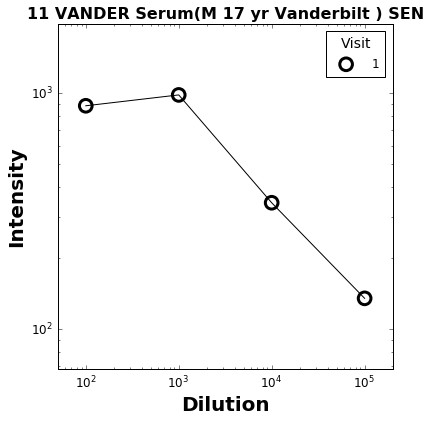 11 VANDER Serum(M 17 yr Vanderbilt ) SEN
Visit
1
10³
10²
Intensity
10² 10³ 10⁴ 10⁵
Dilution